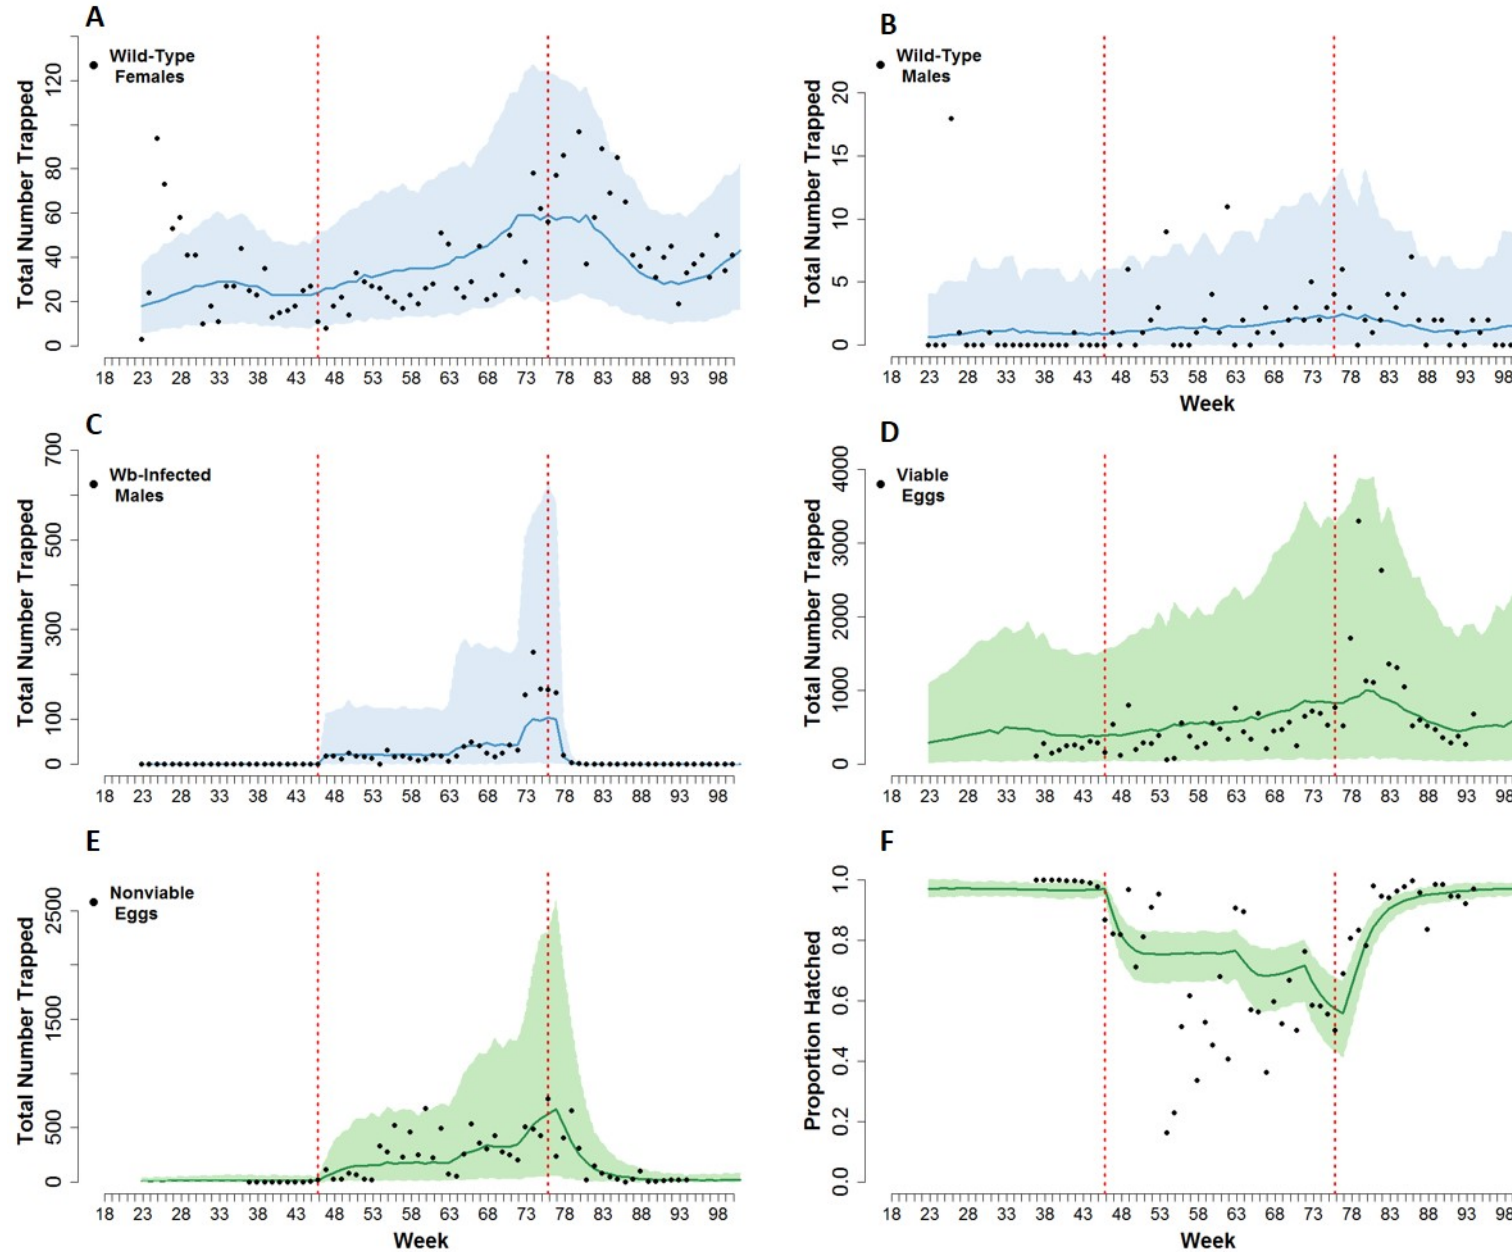 A
Wild-Type
Females
Total Number Trapped
0 20 40 60 80 120
18 23 28 33 38 43 48 53 58 63 68 73 78 83 88 93 98
B
Wild-Type
Males
Total Number Trapped
0 5 10 15 20
18 23 28 33 38 43 48 53 58 63 68 73 78 83 88 93 98
Week
C
Wb-Infected
Males
Total Number Trapped
0 100 300 500 700
18 23 28 33 38 43 48 53 58 63 68 73 78 83 88 93 98
D
Viable
Eggs
Total Number Trapped
0 1000 2000 3000 4000
18 23 28 33 38 43 48 53 58 63 68 73 78 83 88 93 98
E
Nonviable
Eggs
Total Number Trapped
0 500 1500 2500
18 23 28 33 38 43 48 53 58 63 68 73 78 83 88 93 98
Week
F
Proportion Hatched
0.0 0.2 0.4 0.6 0.8 1.0
18 23 28 33 38 43 48 53 58 63 68 73 78 83 88 93 98
Week